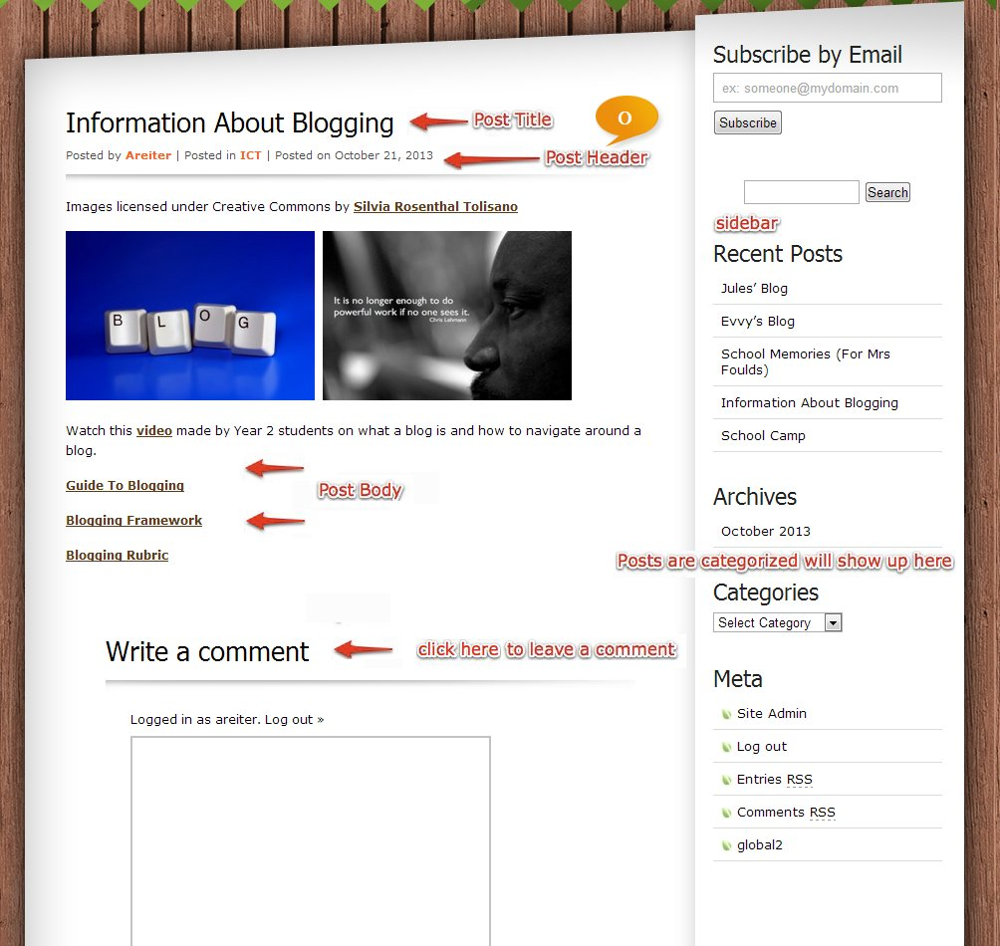 Information About Blogging
Post Title
0
Posted by Areiter | Posted in ICT | Posted on October 21, 2013
Post Header
Images licensed under Creative Commons by Silvia Rosenthal Tolisano
B L O G
It is no longer enough to do
powerful work if no one sees it.
Chris Lehmann
Watch this video made by Year 2 students on what a blog is and how to navigate around a
blog.
Guide To Blogging
Post Body
Blogging Framework
Blogging Rubric
Write a comment
click here to leave a comment
Logged in as areiter. Log out »
Subscribe by Email
ex: someone@mydomain.com
Subscribe
Search
sidebar
Recent Posts
Jules’ Blog
Evvy’s Blog
School Memories (For Mrs
Foulds)
Information About Blogging
School Camp
Archives
October 2013
Posts are categorized will show up here
Categories
Select Category
Meta
Site Admin
Log out
Entries RSS
Comments RSS
global2